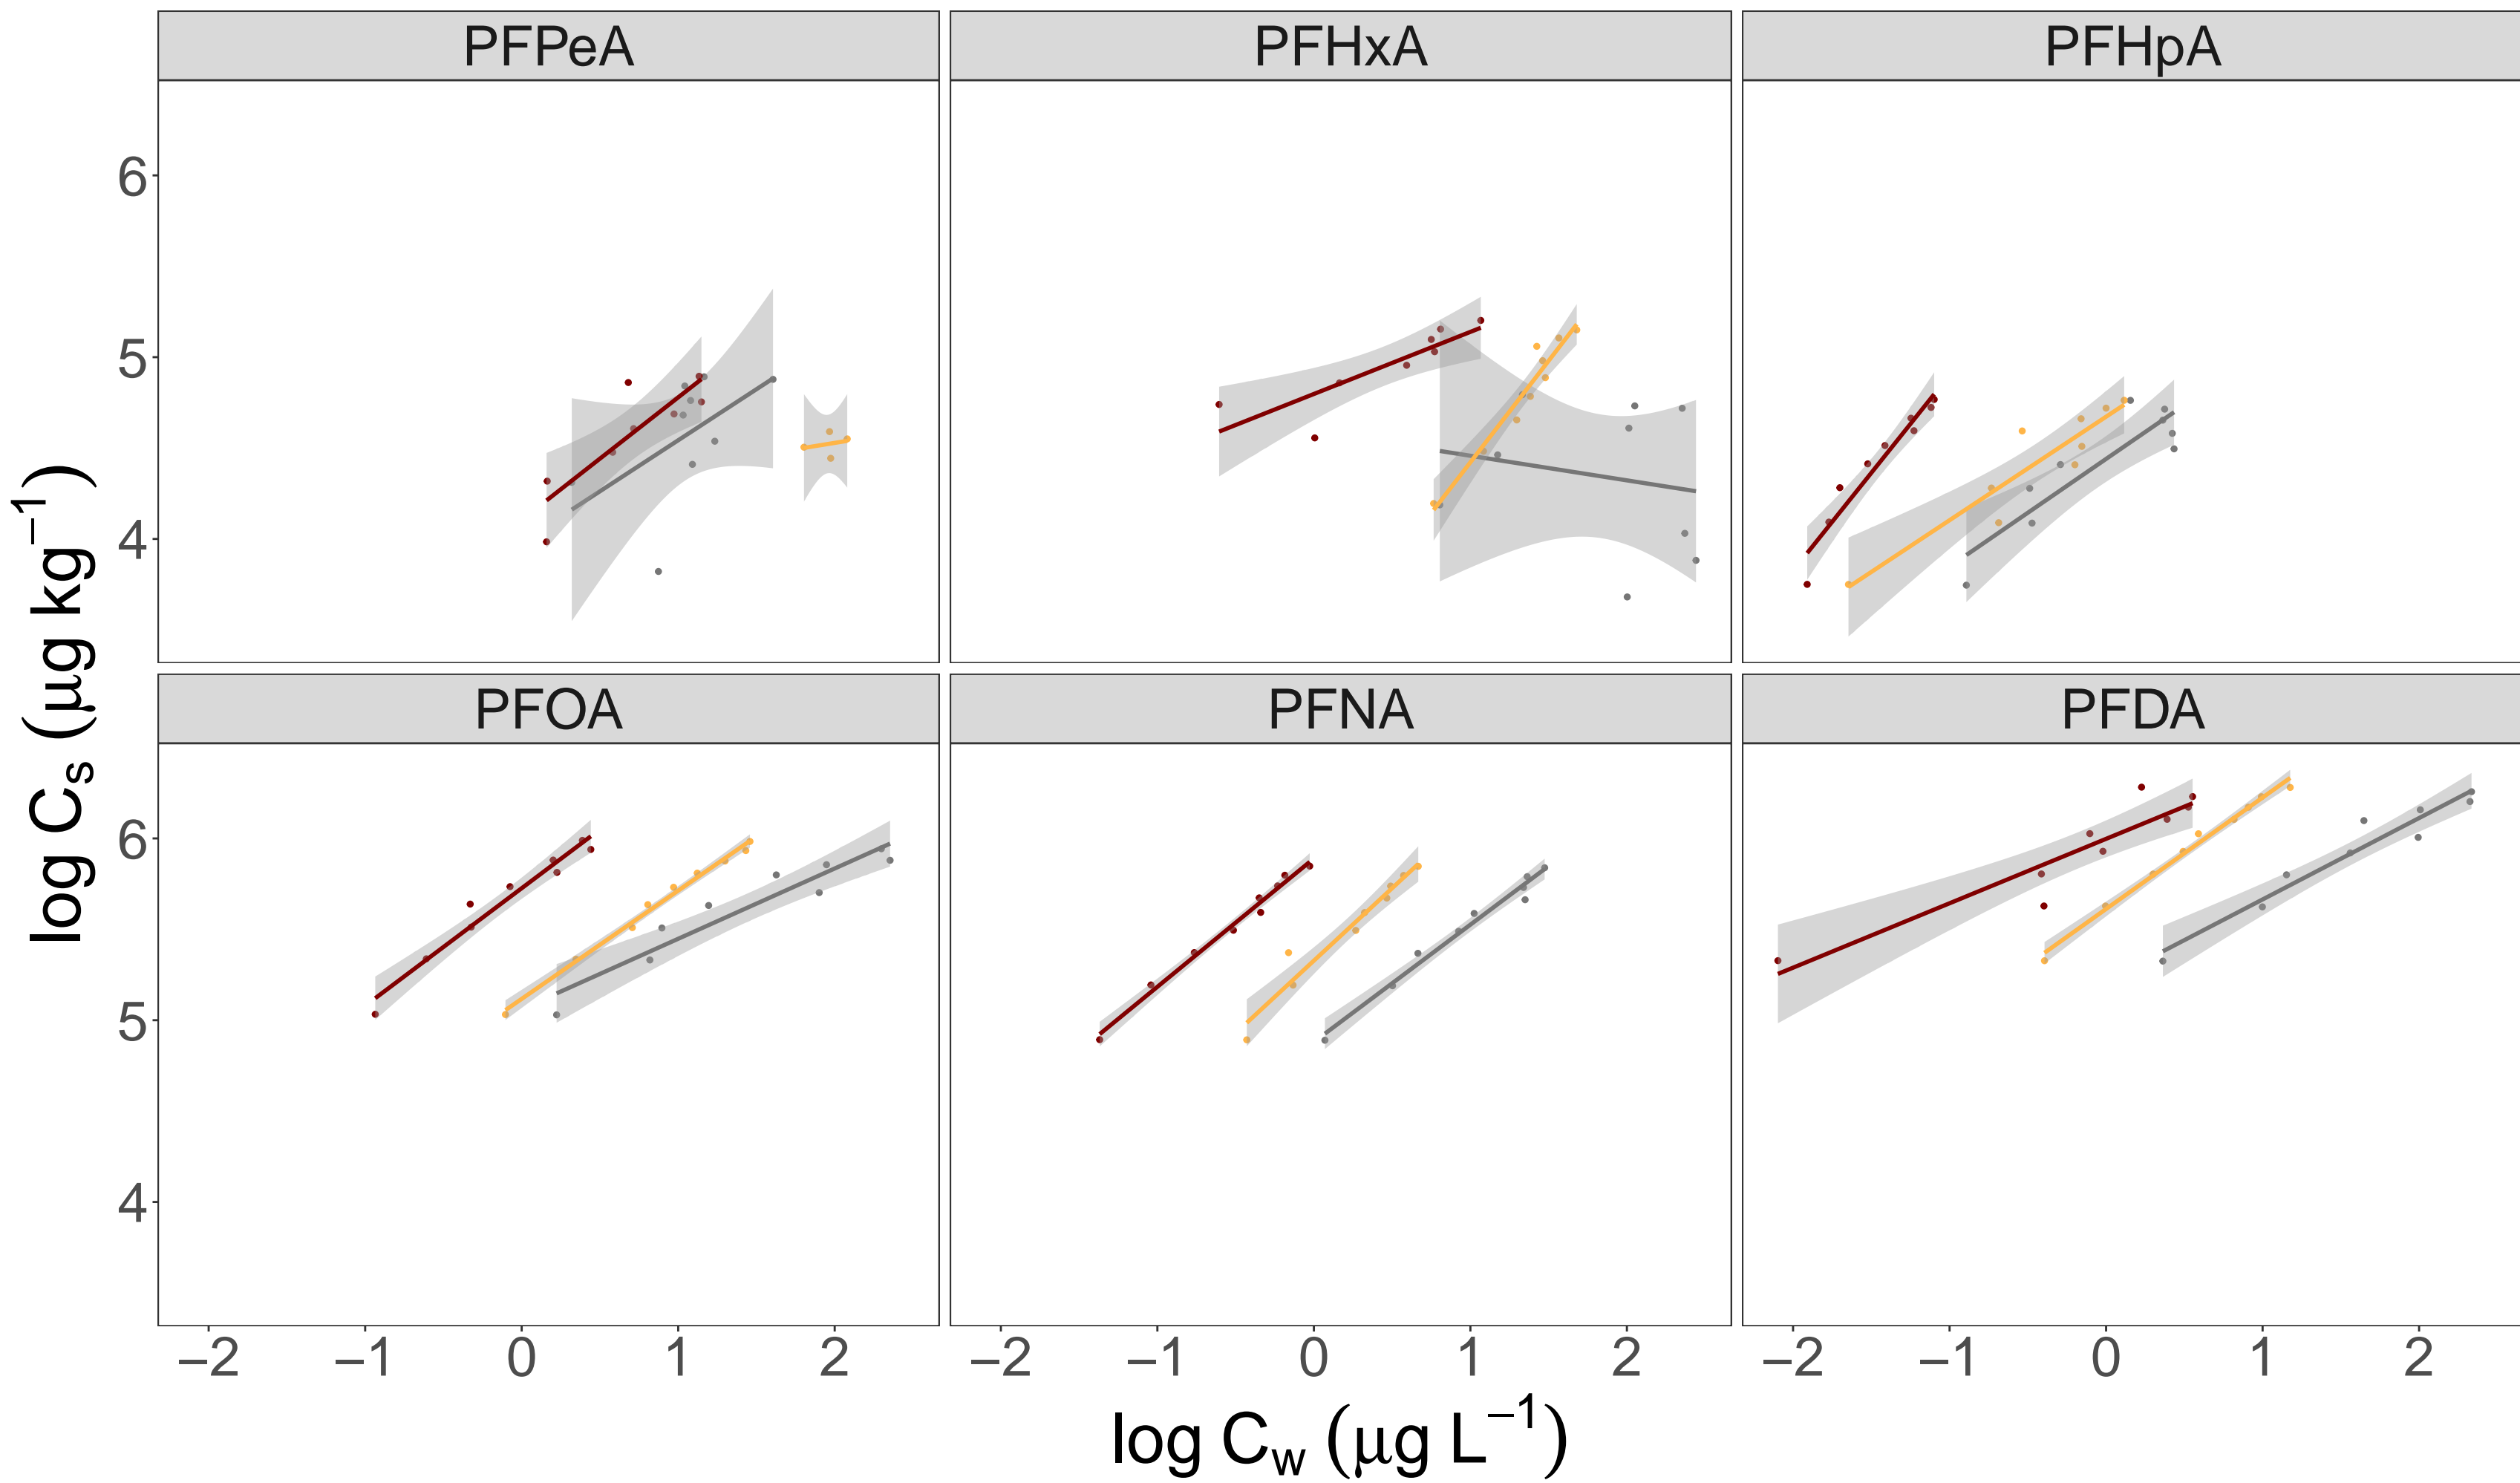 PFPeA PFHxA PFHpA
6
5
4
PFOA PFNA PFDA
6
5
4
log Cs (µg kg⁻¹)
−2 −1 0 1 2 −2 −1 0 1 2 −2 −1 0 1 2
log Cw (µg L⁻¹)